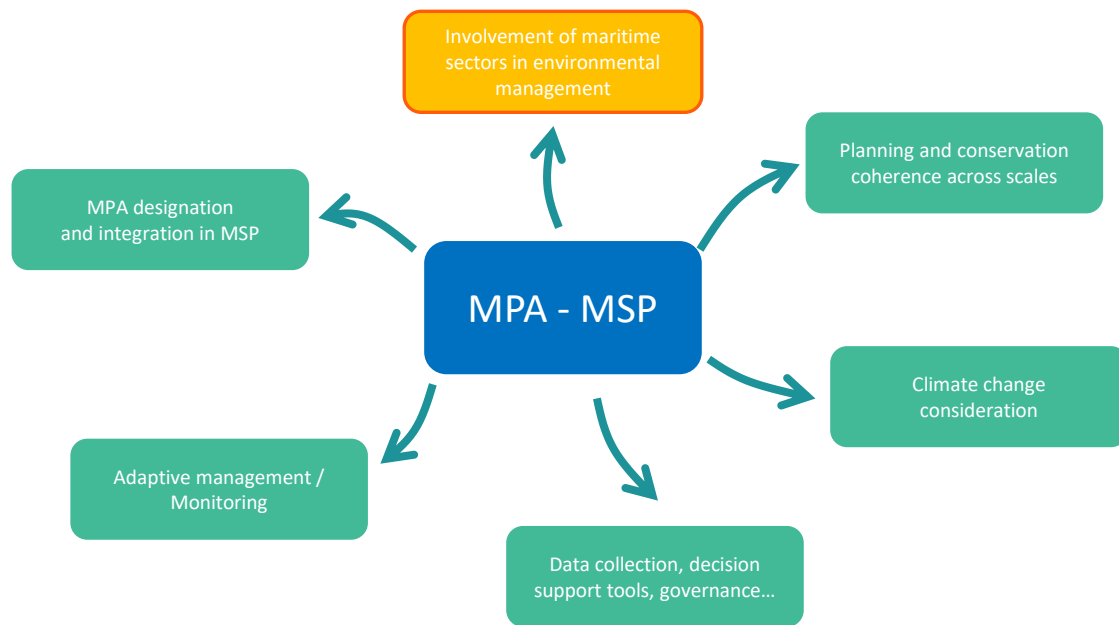 Involvement of maritime
sectors in environmental
management
Planning and conservation
coherence across scales
MPA designation
and integration in MSP
MPA - MSP
Climate change
consideration
Adaptive management /
Monitoring
Data collection, decision
support tools, governance…